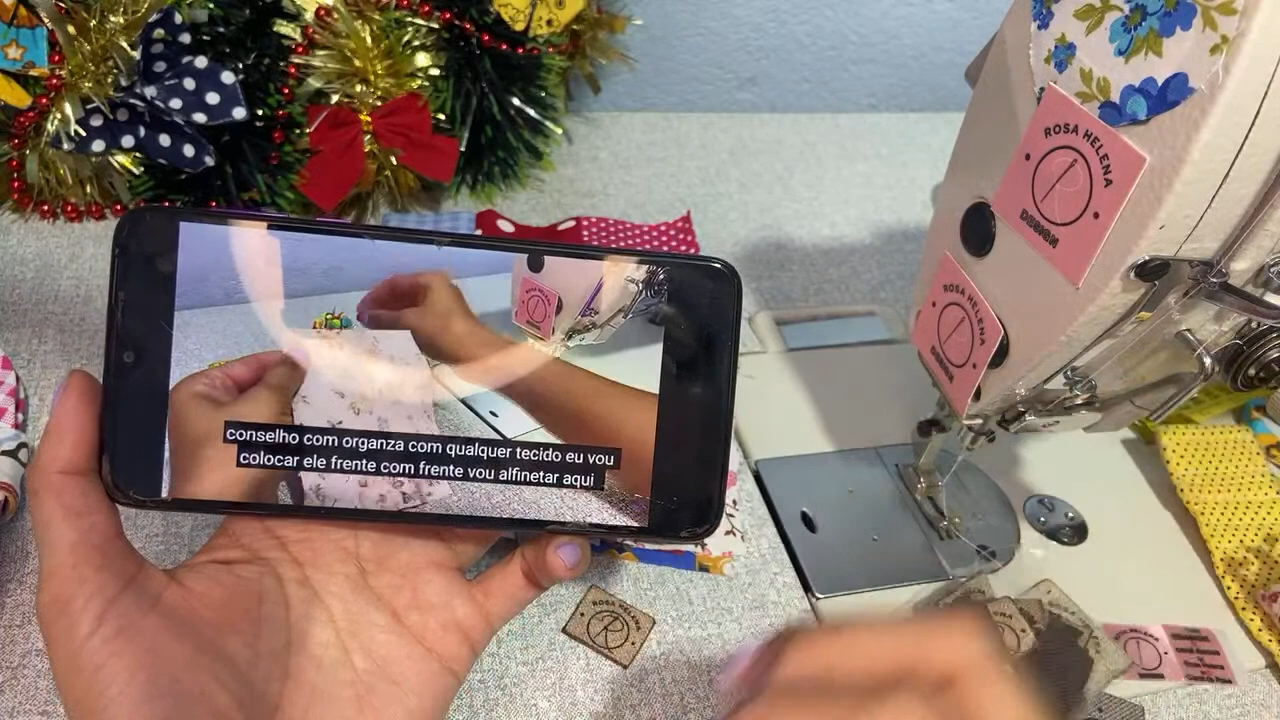 ROSA HELENA
DESIGN
ROSA HELENA
DESIGN
conselho com organza com qualquer tecido eu vou
colocar ele frente com frente vou alfinetar aqui
ROSA HELENA